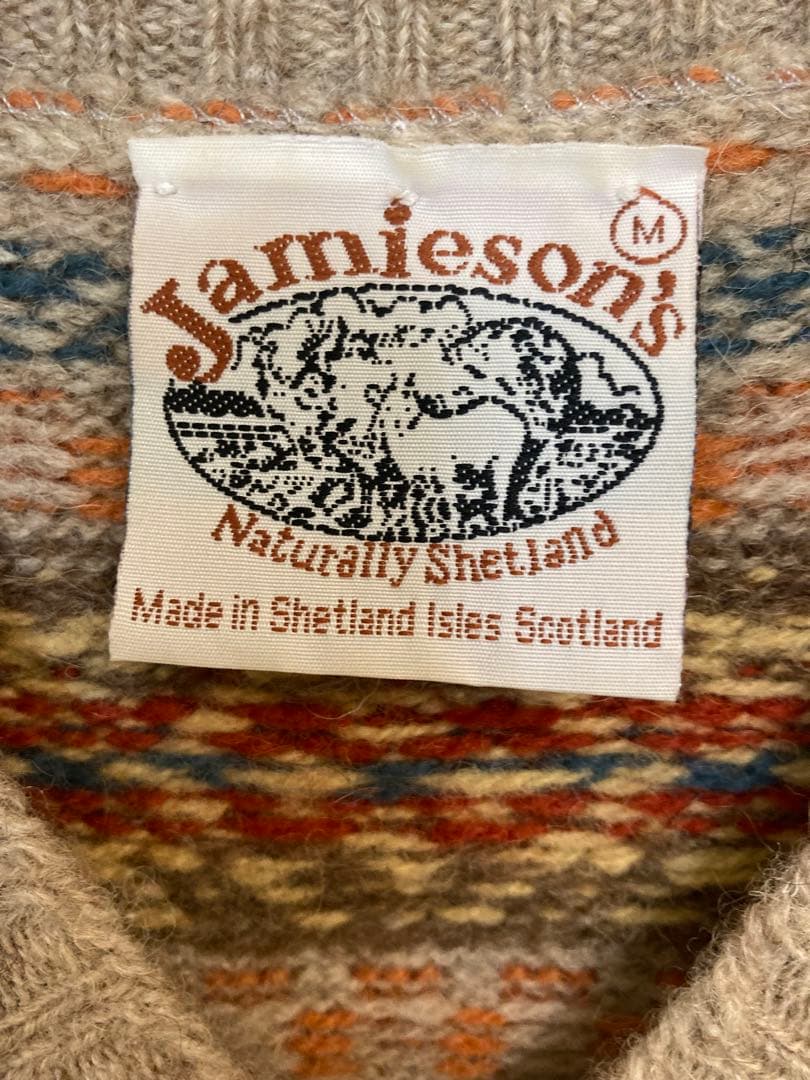 Jamieson's
M
Naturally Shetland
Made in Shetland Isles Scotland